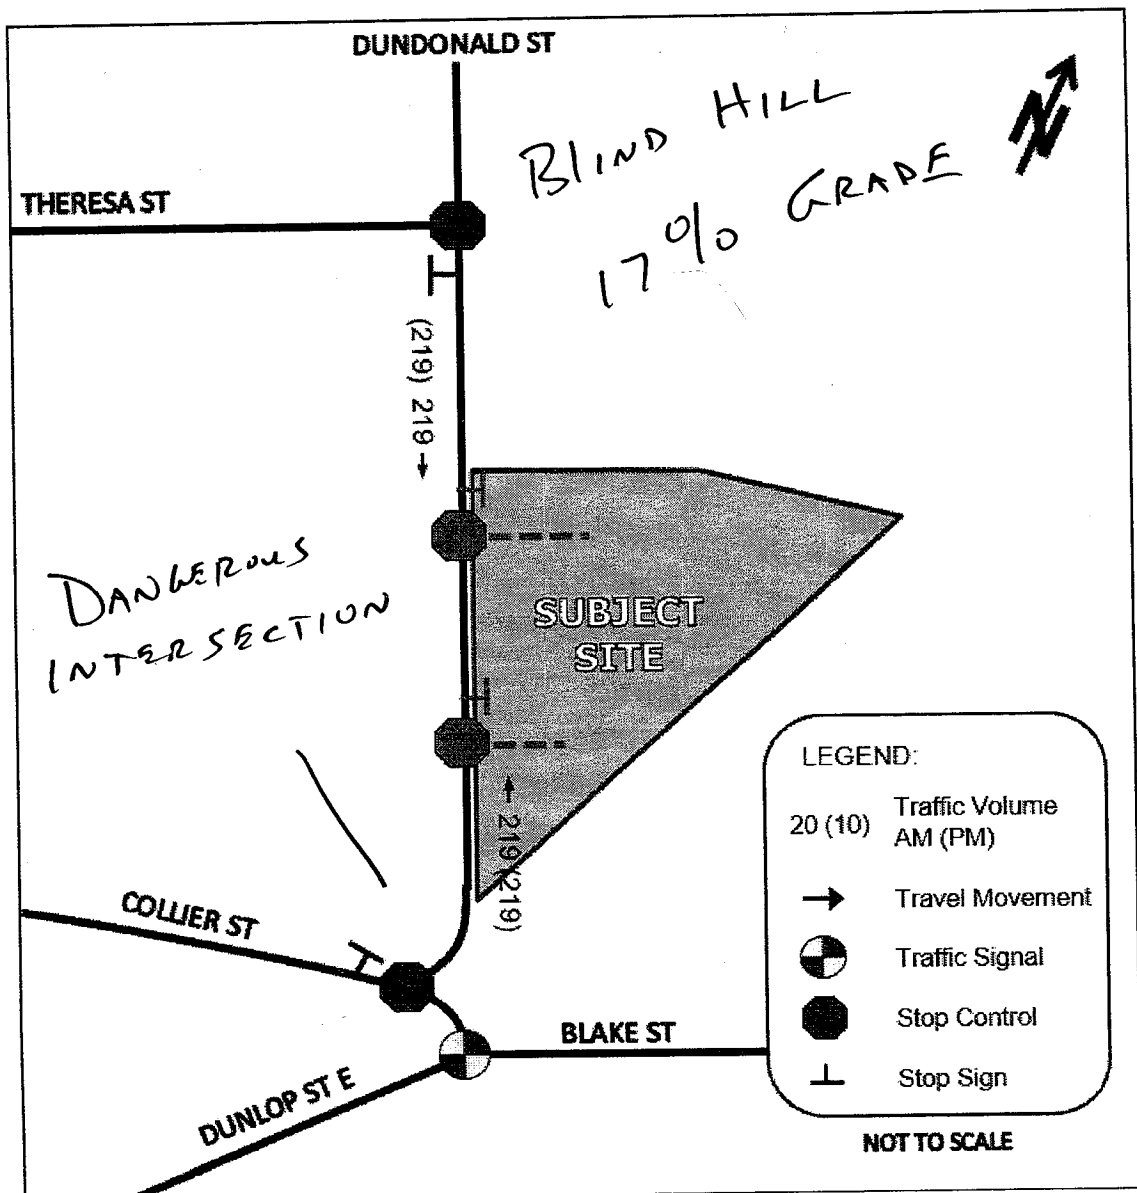 DUNDONALD ST
BLIND HILL
17% GRADE
N
THERESA ST
(219) 219
DANGEROUS
INTERSECTION
SUBJECT
SITE
219 (219)
COLLIER ST
BLAKE ST
DUNLOP ST E
LEGEND:
20 (10) Traffic Volume
AM (PM)
Travel Movement
Traffic Signal
Stop Control
Stop Sign
NOT TO SCALE